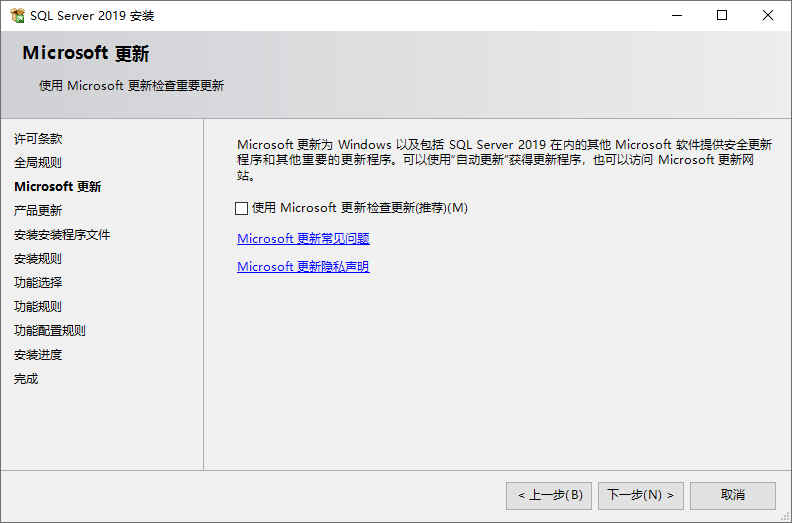 SQL Server 2019 安装
Microsoft 更新
使用 Microsoft 更新检查重要更新
许可条款
全局规则
Microsoft 更新
产品更新
安装安装程序文件
安装规则
功能选择
功能规则
功能配置规则
安装进度
完成
Microsoft 更新为 Windows 以及包括 SQL Server 2019 在内的其他 Microsoft 软件提供安全更新
程序和其他重要的更新程序。可以使用“自动更新”获得更新程序，也可以访问 Microsoft 更新网
站。
使用 Microsoft 更新检查更新(推荐)(M)
Microsoft 更新常见问题
Microsoft 更新隐私声明
< 上一步(B)
下一步(N) >
取消